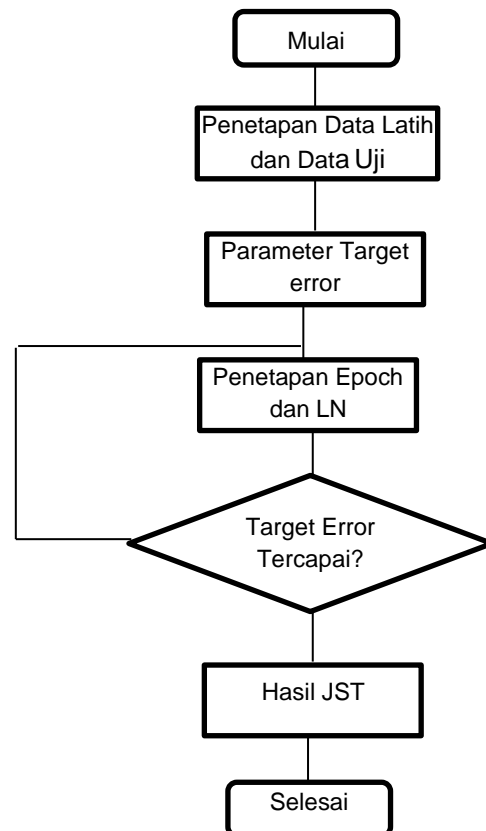 Mulai
Penetapan Data Latih
dan Data Uji
Parameter Target
error
Penetapan Epoch
dan LN
Target Error
Tercapai?
Hasil JST
Selesai